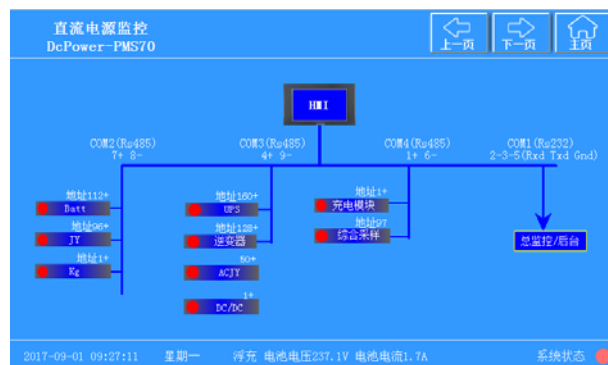 直流电源监控
DcPower-PMS70
上一页
下一页
主页
HMI
COM2(Rs485)
7+ 8-
COM3(Rs485)
4+ 9-
COM4(Rs485)
1+ 6-
COM1(Rs232)
2-3-5(Rxd Txd Gnd)
地址112+
Batt
地址96+
JY
地址1+
Kg
地址160+
UPS
地址128+
逆变器
80+
ACJY
1+
DC/DC
地址1+
充电模块
地址97
综合采样
总监控/后台
2017-09-01 09:27:11 星期一 浮充 电池电压237.1V 电池电流1.7A 系统状态